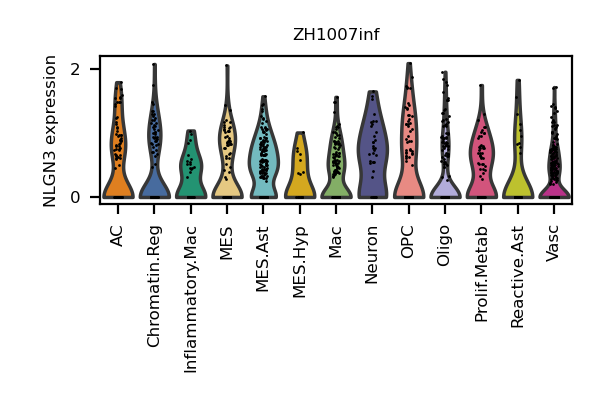 ZH1007inf
NLGN3 expression
2
0
AC
Chromatin.Reg
Inflammatory.Mac
MES
MES.Ast
MES.Hyp
Mac
Neuron
OPC
Oligo
Prolif.Metab
Reactive.Ast
Vasc